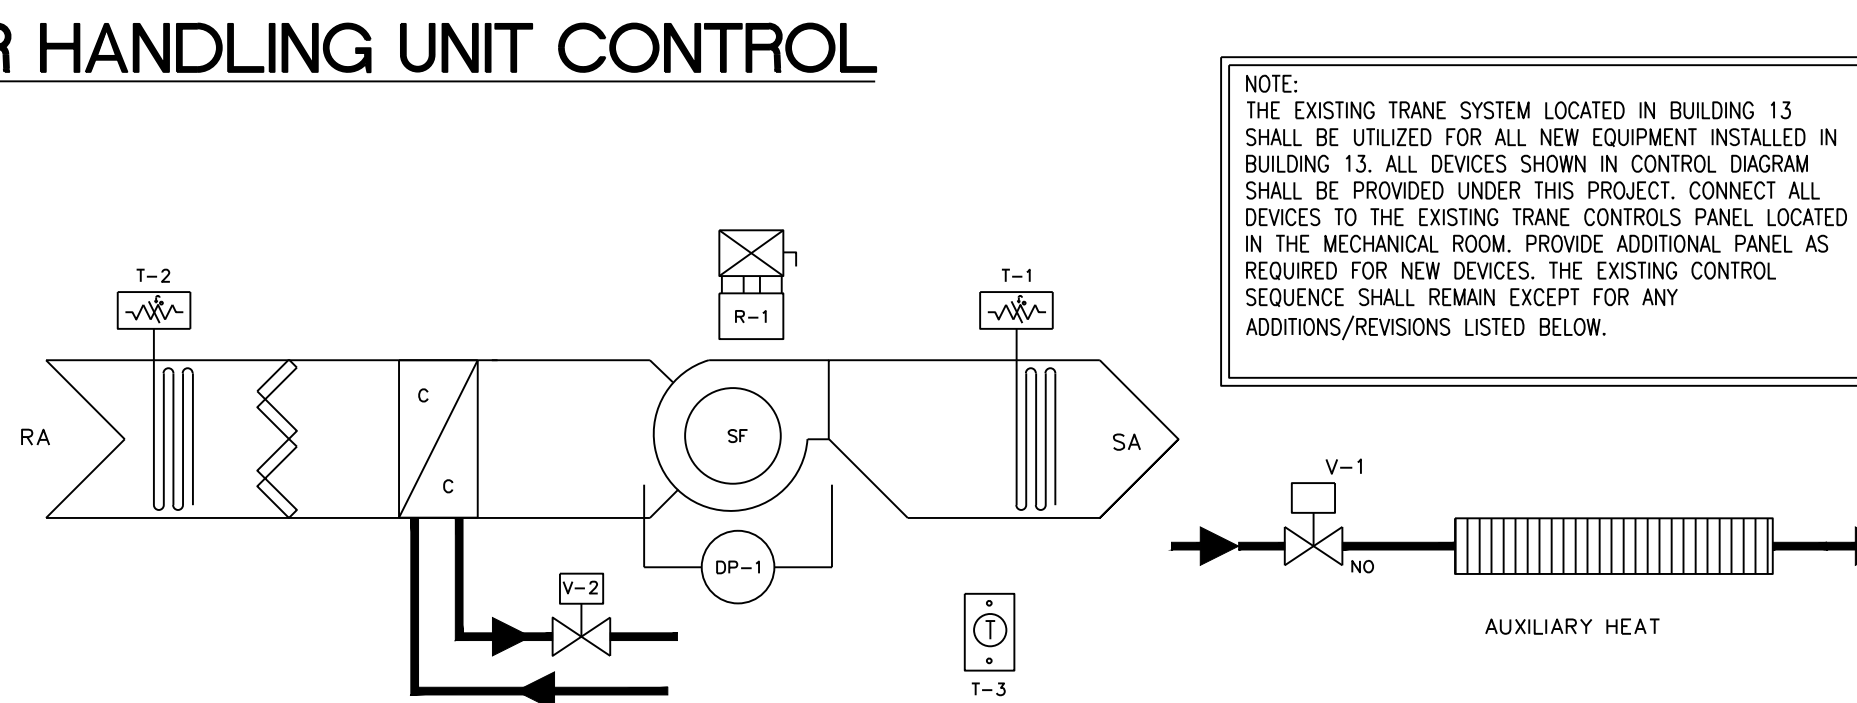 R HANDLING UNIT CONTROL
NOTE:
THE EXISTING TRANE SYSTEM LOCATED IN BUILDING 13
SHALL BE UTILIZED FOR ALL NEW EQUIPMENT INSTALLED IN
BUILDING 13. ALL DEVICES SHOWN IN CONTROL DIAGRAM
SHALL BE PROVIDED UNDER THIS PROJECT. CONNECT ALL
DEVICES TO THE EXISTING TRANE CONTROLS PANEL LOCATED
IN THE MECHANICAL ROOM. PROVIDE ADDITIONAL PANEL AS
REQUIRED FOR NEW DEVICES. THE EXISTING CONTROL
SEQUENCE SHALL REMAIN EXCEPT FOR ANY
ADDITIONS/REVISIONS LISTED BELOW.
T-2
R-1
T-1
C
C
RA
SF
SA
V-1
NO
DP-1
V-2
T
T-3
AUXILIARY HEAT